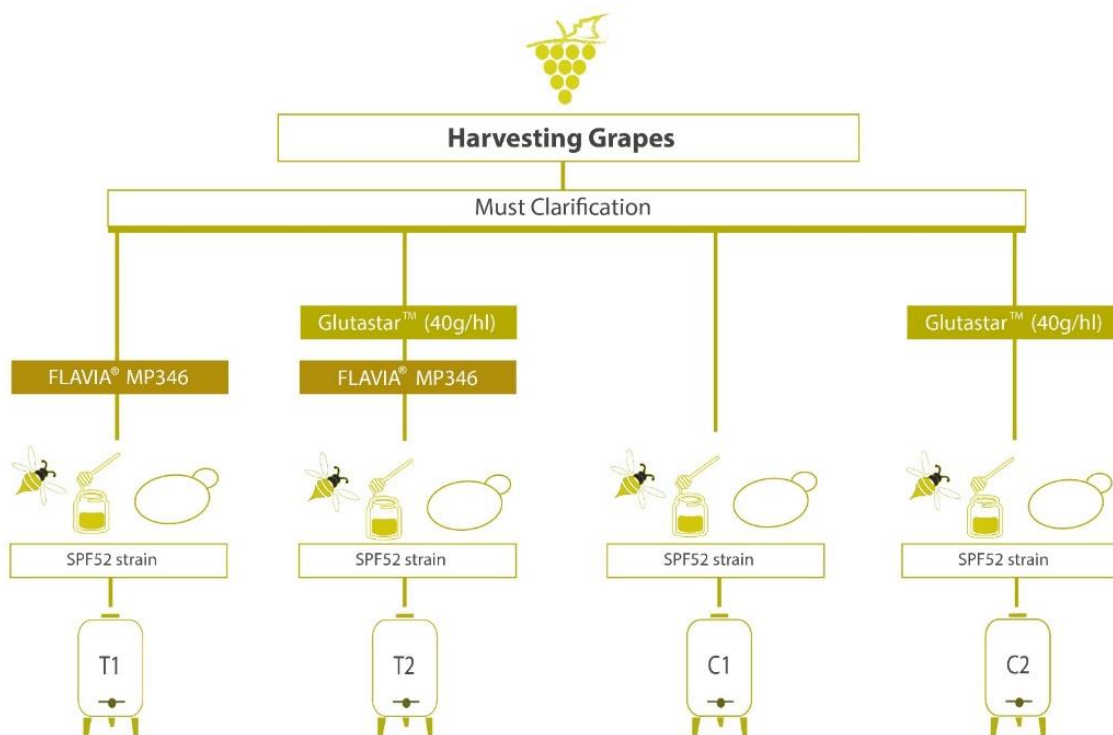 Harvesting Grapes
Must Clarification
Glutastar™ (40g/hl)
Glutastar™ (40g/hl)
FLAVIA® MP346
FLAVIA® MP346
SPF52 strain
SPF52 strain
SPF52 strain
SPF52 strain
T1
T2
C1
C2